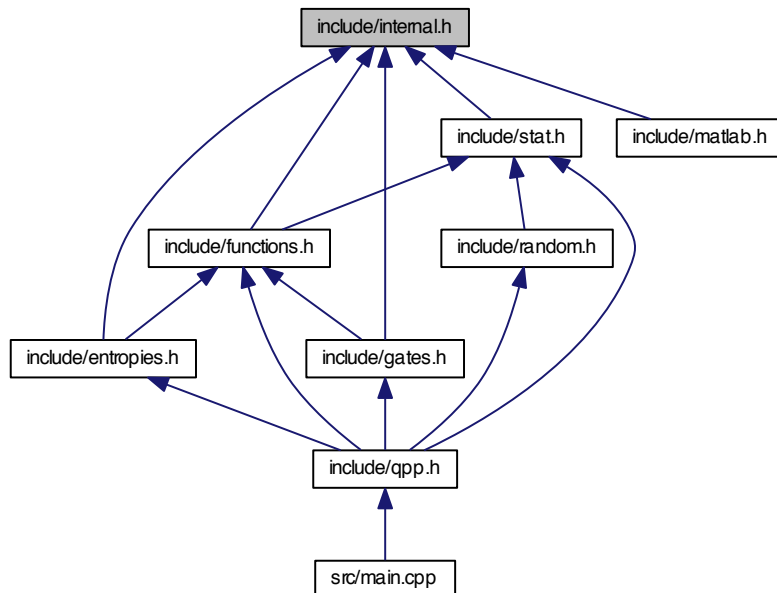 include/internal.h
include/stat.h
include/matlab.h
include/functions.h
include/random.h
include/entropies.h
include/gates.h
include/qpp.h
src/main.cpp